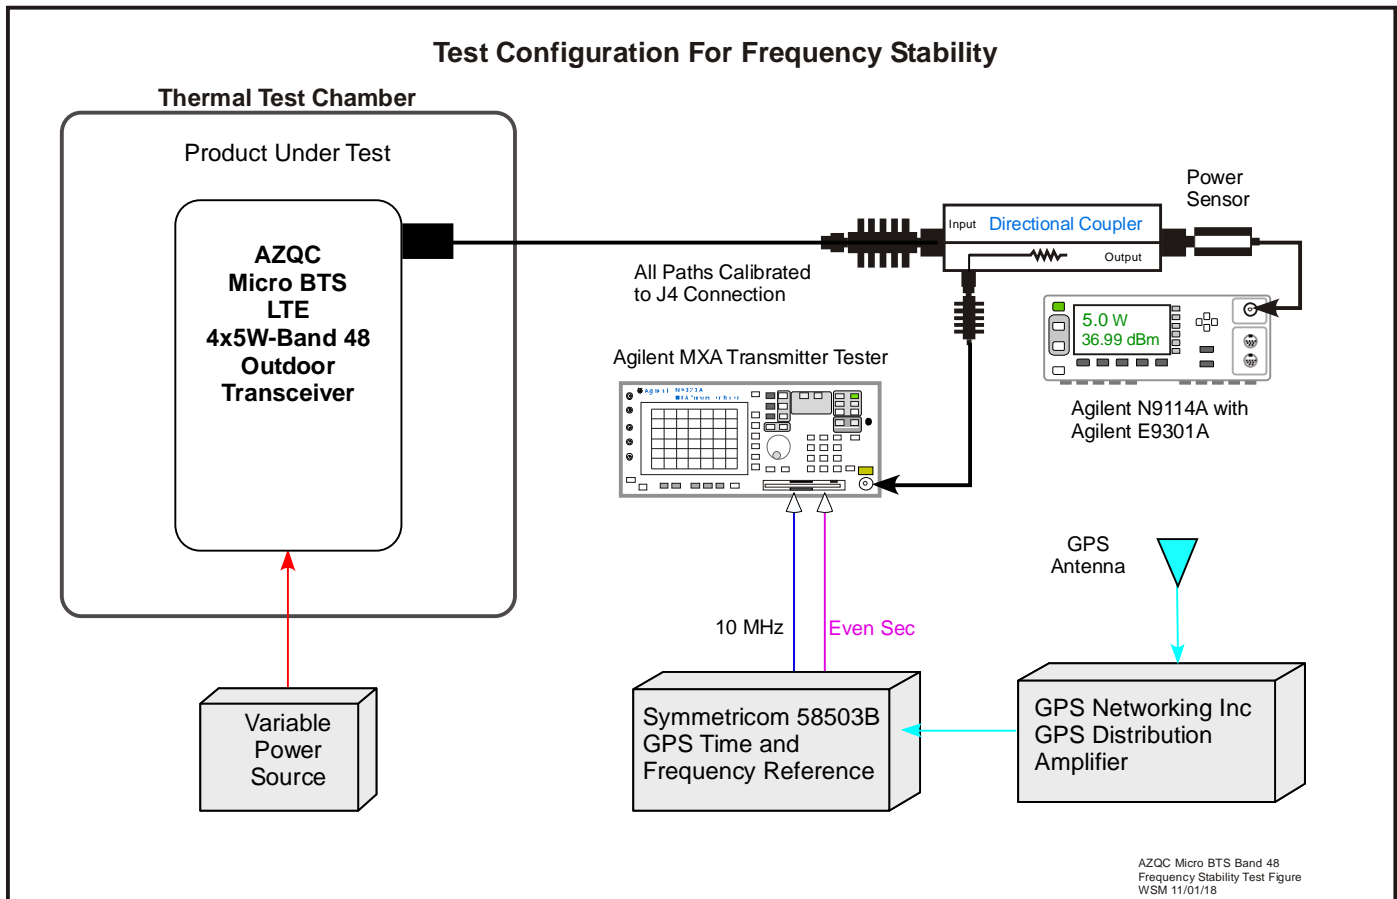 Test Configuration For Frequency Stability
Thermal Test Chamber
Product Under Test
AZQC
Micro BTS
LTE
4x5W-Band 48
Outdoor
Transceiver
Variable
Power
Source
All Paths Calibrated
to J4 Connection
Input
Directional Coupler
Output
Power
Sensor
5.0 W
36.99 dBm
Agilent N9114A with
Agilent E9301A
Agilent MXA Transmitter Tester
Agilent
10 MHz
Even Sec
Symmetricom 58503B
GPS Time and
Frequency Reference
GPS
Antenna
GPS Networking Inc
GPS Distribution
Amplifier
AZQC Micro BTS Band 48
Frequency Stability Test Figure
WSM 11/01/18